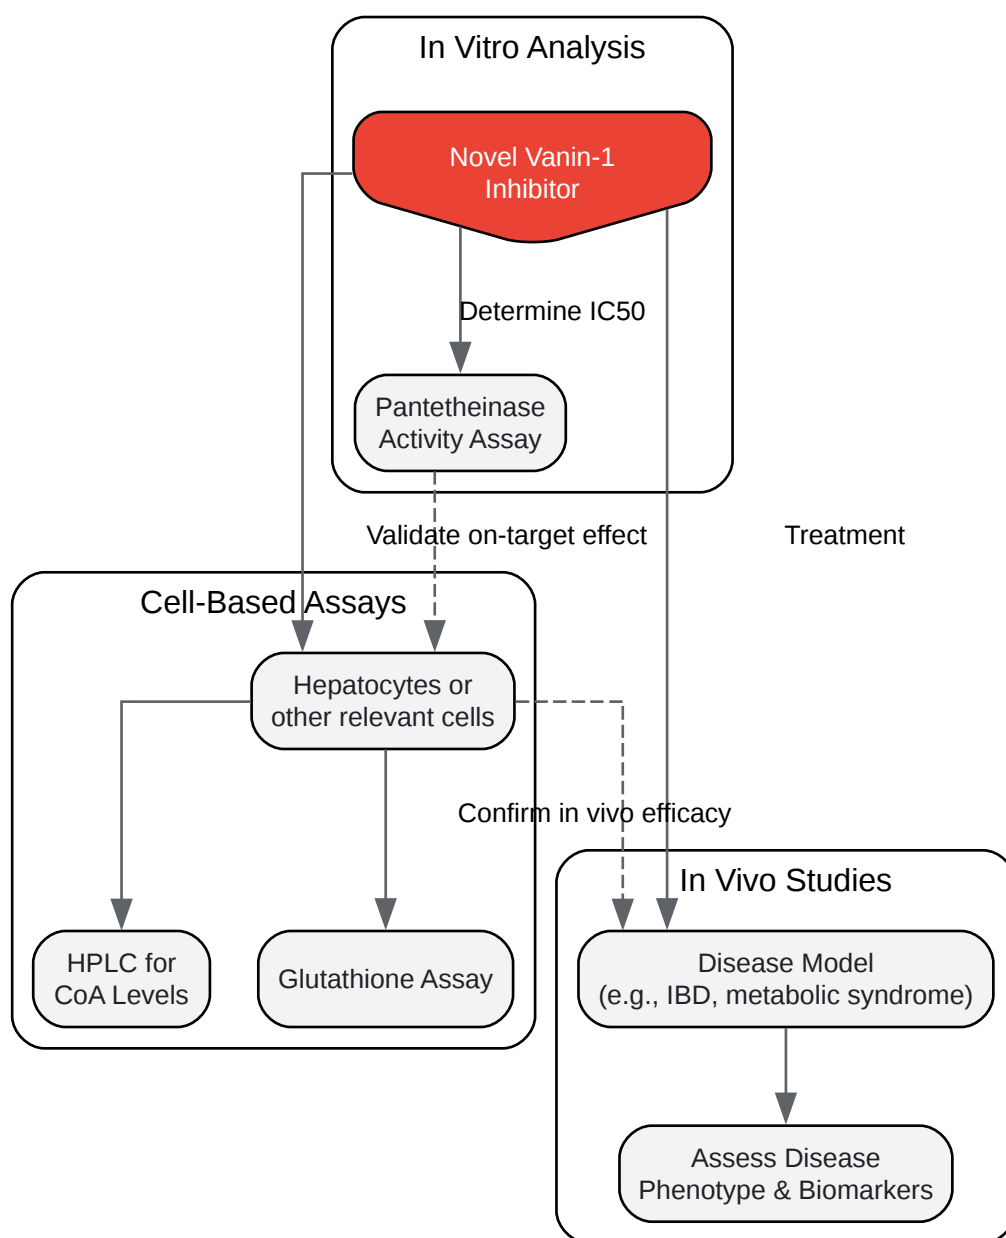 In Vitro Analysis
Novel Vanin-1
Inhibitor
Determine IC50
Pantetheinase
Activity Assay
Validate on-target effect
Treatment
Cell-Based Assays
Hepatocytes or
other relevant cells
Confirm in vivo efficacy
In Vivo Studies
HPLC for
CoA Levels
Glutathione Assay
Disease Model
(e.g., IBD, metabolic syndrome)
Assess Disease
Phenotype & Biomarkers